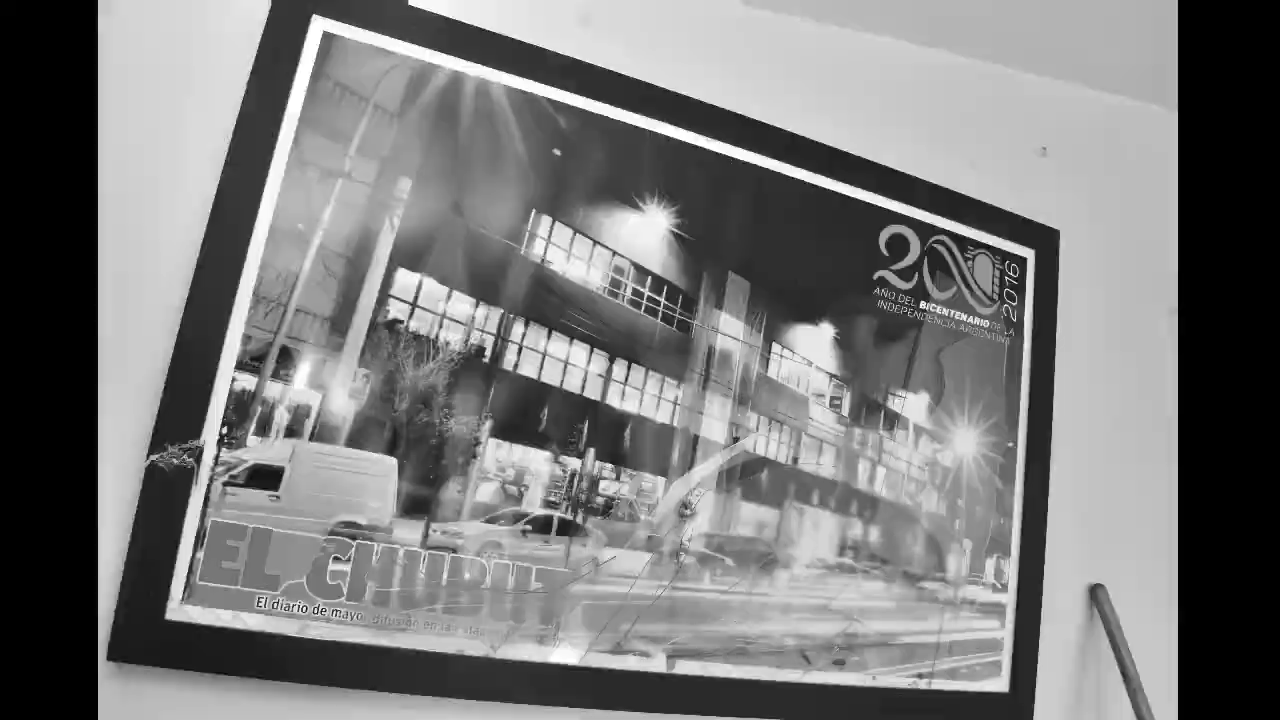 200
2016
AÑO DEL BICENTENARIO DE LA
INDEPENDENCIA ARGENTINA
EL CHUBUT
El diario de mayor difusión en la